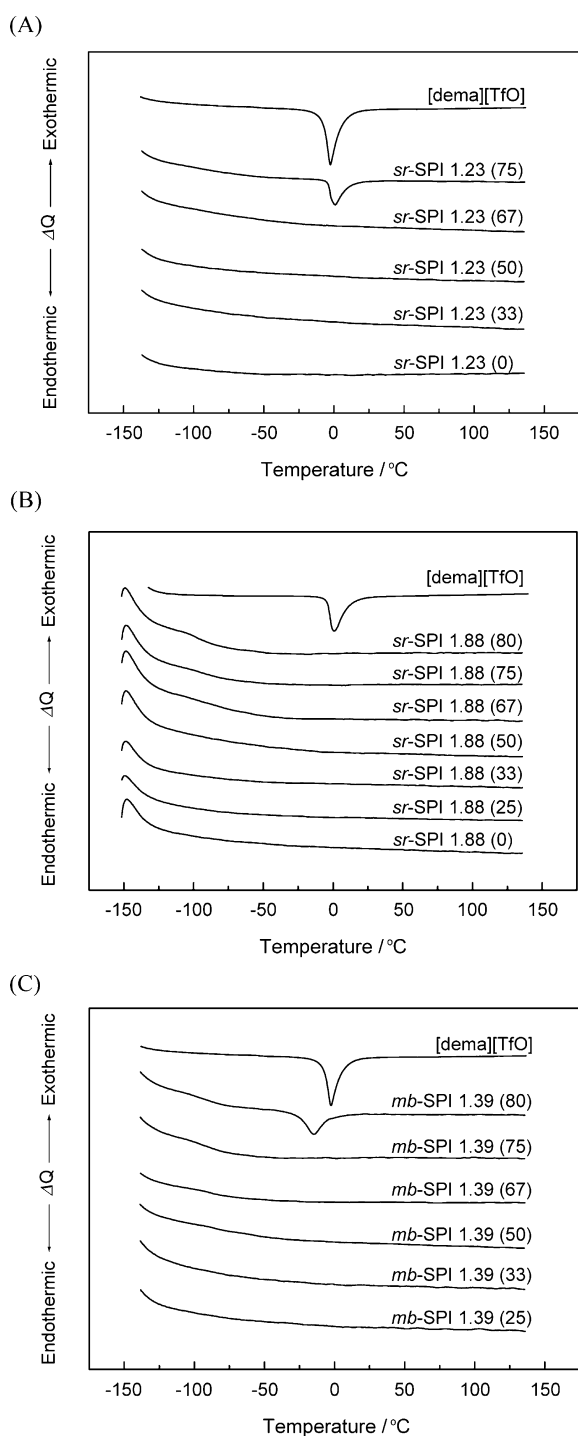 (A)
Endothermic ← ΔQ → Exothermic
[dema][TfO]
sr-SPI 1.23 (75)
sr-SPI 1.23 (67)
sr-SPI 1.23 (50)
sr-SPI 1.23 (33)
sr-SPI 1.23 (0)
-150 -100 -50 0 50 100 150
Temperature / °C
(B)
Endothermic ← ΔQ → Exothermic
[dema][TfO]
sr-SPI 1.88 (80)
sr-SPI 1.88 (75)
sr-SPI 1.88 (67)
sr-SPI 1.88 (50)
sr-SPI 1.88 (33)
sr-SPI 1.88 (25)
sr-SPI 1.88 (0)
-150 -100 -50 0 50 100 150
Temperature / °C
(C)
Endothermic ← ΔQ → Exothermic
[dema][TfO]
mb-SPI 1.39 (80)
mb-SPI 1.39 (75)
mb-SPI 1.39 (67)
mb-SPI 1.39 (50)
mb-SPI 1.39 (33)
mb-SPI 1.39 (25)
-150 -100 -50 0 50 100 150
Temperature / °C